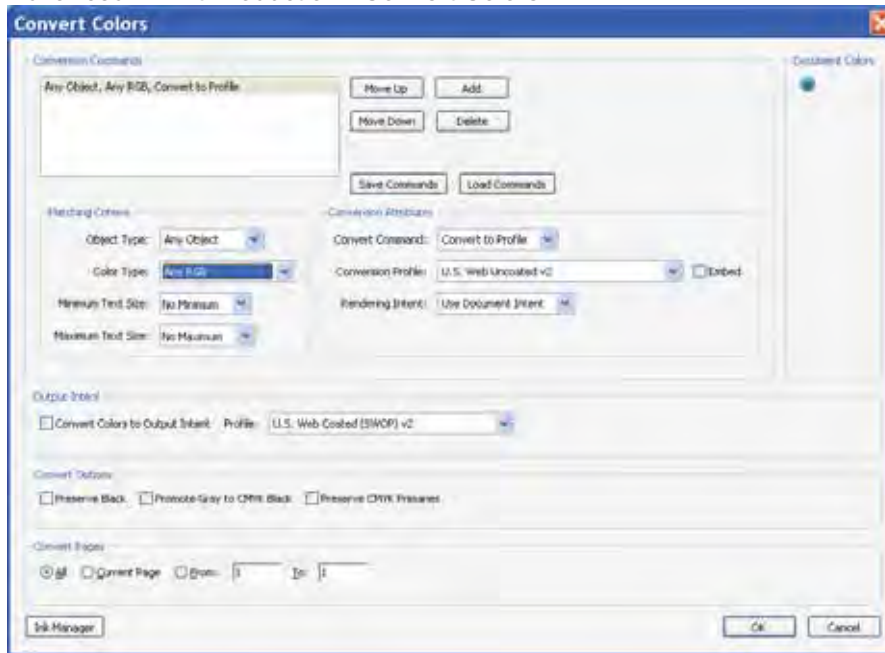 Convert Colors
Conversion Commands
Document Colors
Any Object, Any RGB, Convert to Profile
Move Up
Add
Move Down
Delete
Save Commands
Load Commands
Matching Criteria
Conversion Attributes
Object Type: Any Object
Convert Command: Convert to Profile
Color Type: Any RGB
Conversion Profile: U.S. Web Uncoated v2
Embed
Minimum Text Size: No Minimum
Rendering Intent: Use Document Intent
Maximum Text Size: No Maximum
Output Intent
Convert Colors to Output Intent Profile: U.S. Web Coated (SWOP) v2
Convert Options
Preserve Black
Promote Gray to CMYK Black
Preserve CMYK Primaries
Convert Pages
All
Current Page
From: 1
To: 1
Ink Manager
OK
Cancel